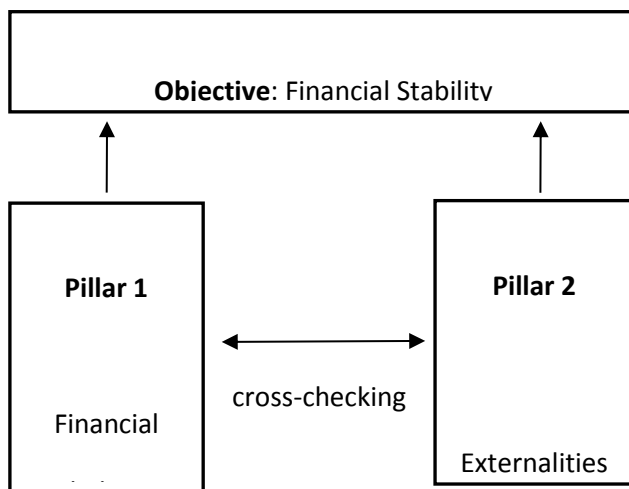 Objective: Financial Stability
Pillar 1
Pillar 2
cross-checking
Financial
Externalities